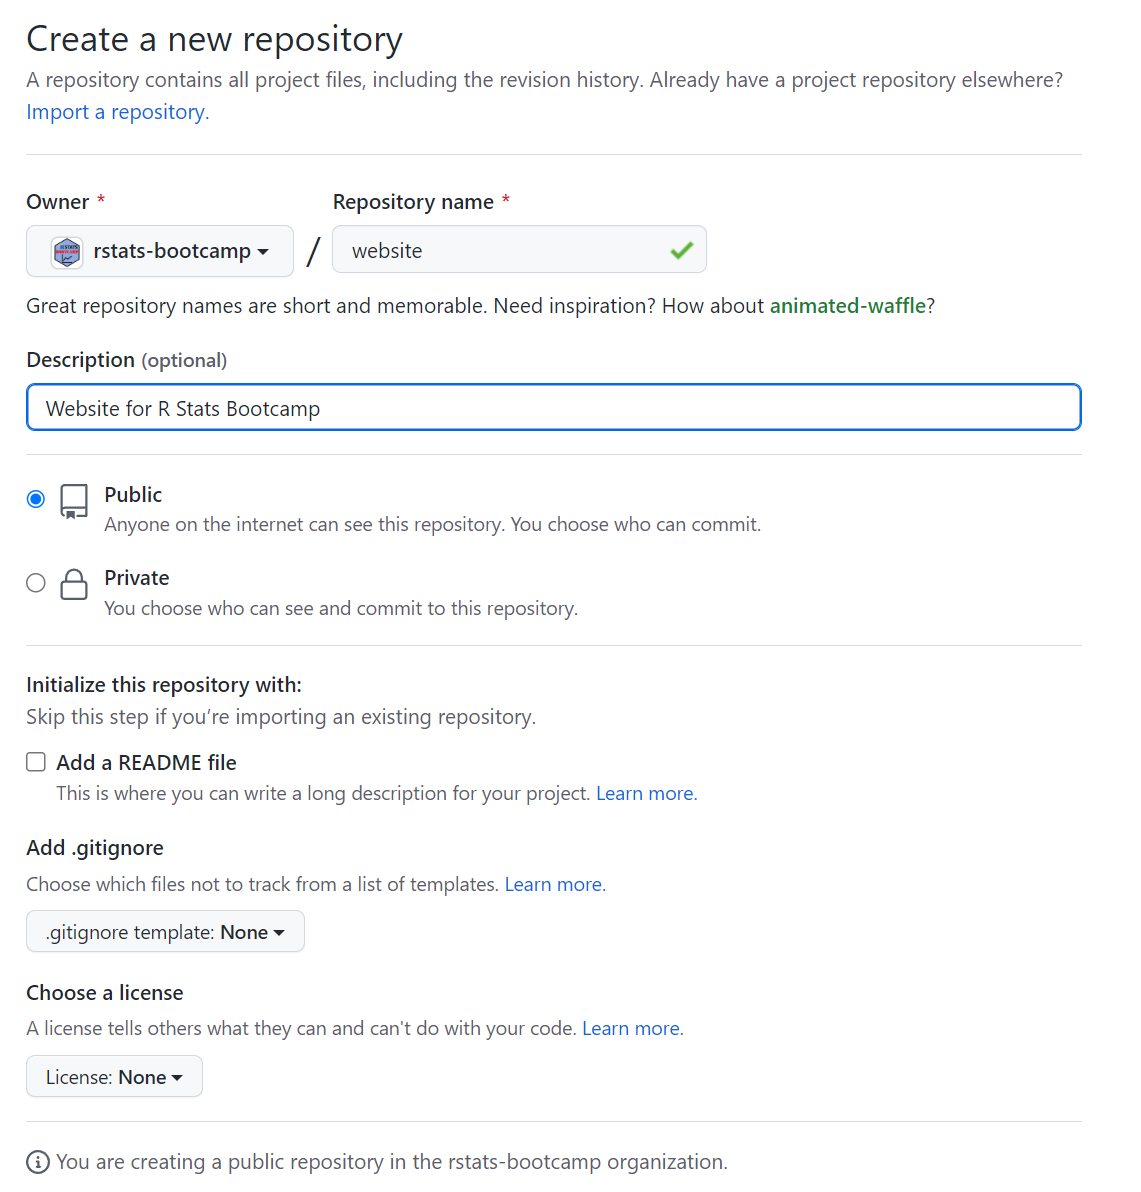 Create a new repository
A repository contains all project files, including the revision history. Already have a project repository elsewhere?
Import a repository.
Owner *
Repository name *
rstats-bootcamp
/
website
Great repository names are short and memorable. Need inspiration? How about animated-waffle?
Description (optional)
Website for R Stats Bootcamp
Public
Anyone on the internet can see this repository. You choose who can commit.
Private
You choose who can see and commit to this repository.
Initialize this repository with:
Skip this step if you’re importing an existing repository.
Add a README file
This is where you can write a long description for your project. Learn more.
Add .gitignore
Choose which files not to track from a list of templates. Learn more.
.gitignore template: None
Choose a license
A license tells others what they can and can't do with your code. Learn more.
License: None
You are creating a public repository in the rstats-bootcamp organization.